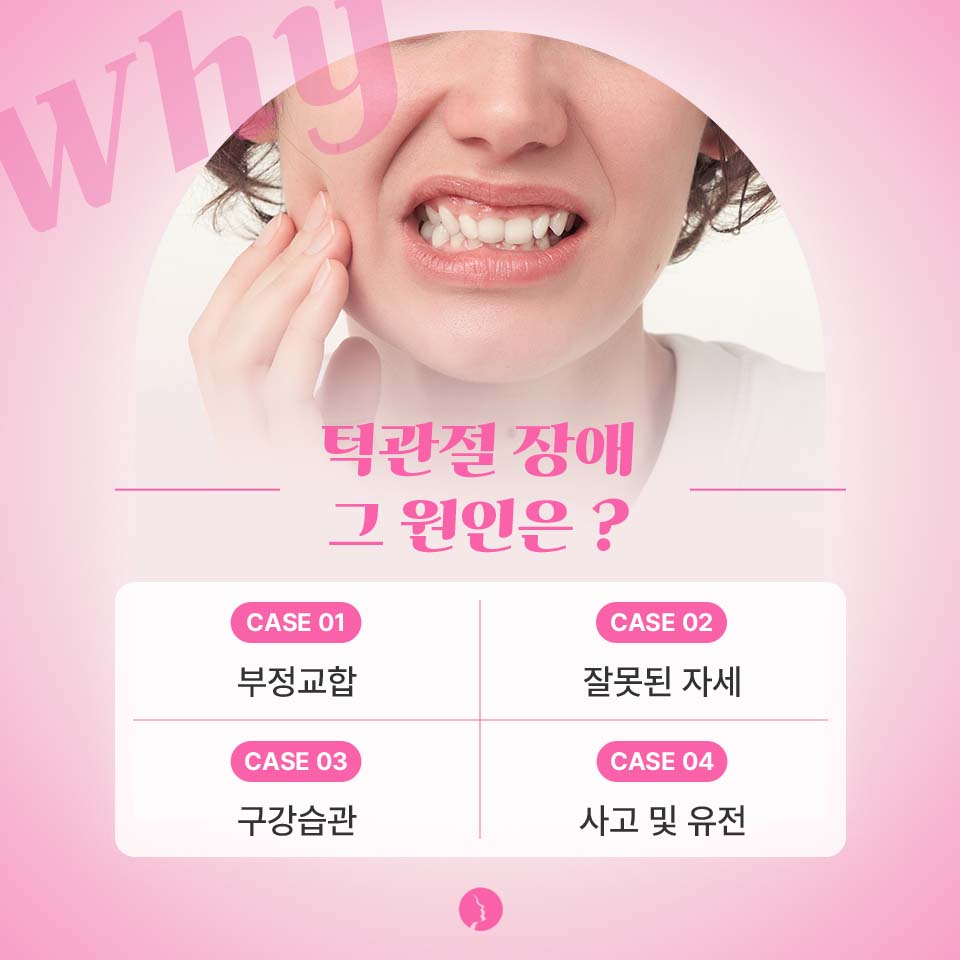 why
턱관절 장애
그 원인은 ?
CASE 01
부정교합
CASE 02
잘못된 자세
CASE 03
구강습관
CASE 04
사고 및 유전